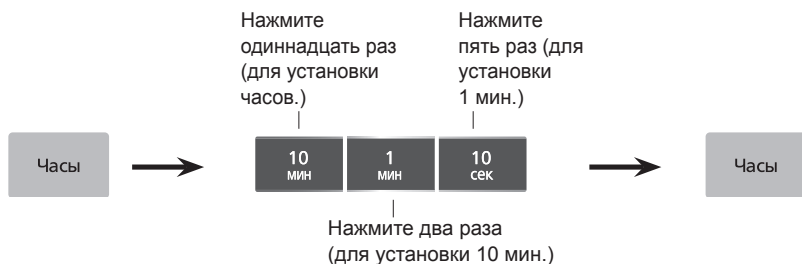 Нажмите
одиннадцать раз
(для установки
часов.)
Нажмите
пять раз (для
установки
1 мин.)
Часы
10
мин
1
мин
10
сек
Часы
Нажмите два раза
(для установки 10 мин.)